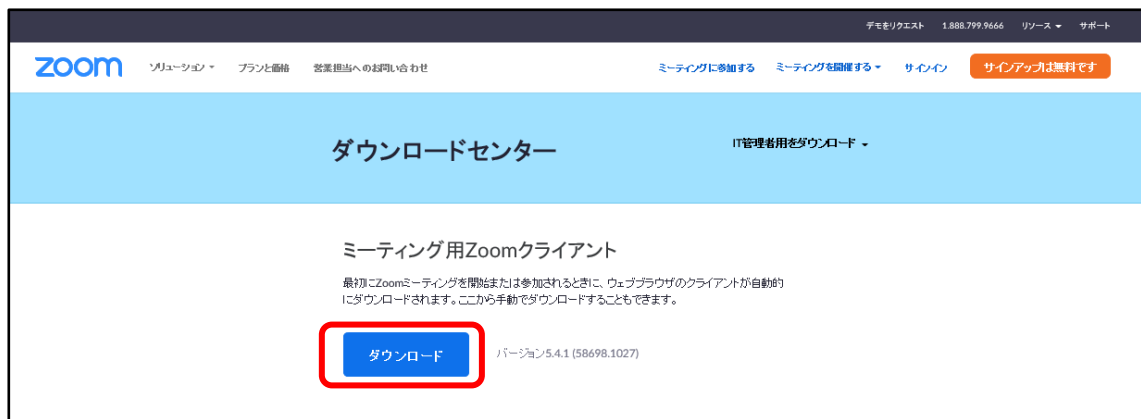 デモをリクエスト 1.888.799.9666 リソース サポート
zoom ソリューション プランと価格 営業担当へのお問い合わせ ミーティングに参加する ミーティングを開催する サインイン サインアップは無料です
ダウンロードセンター IT管理者用をダウンロード
ミーティング用Zoomクライアント
最初にZoomミーティングを開始または参加されるときに、ウェブブラウザのクライアントが自動的
にダウンロードされます。ここから手動でダウンロードすることもできます。
ダウンロード バージョン5.4.1 (58698.1027)